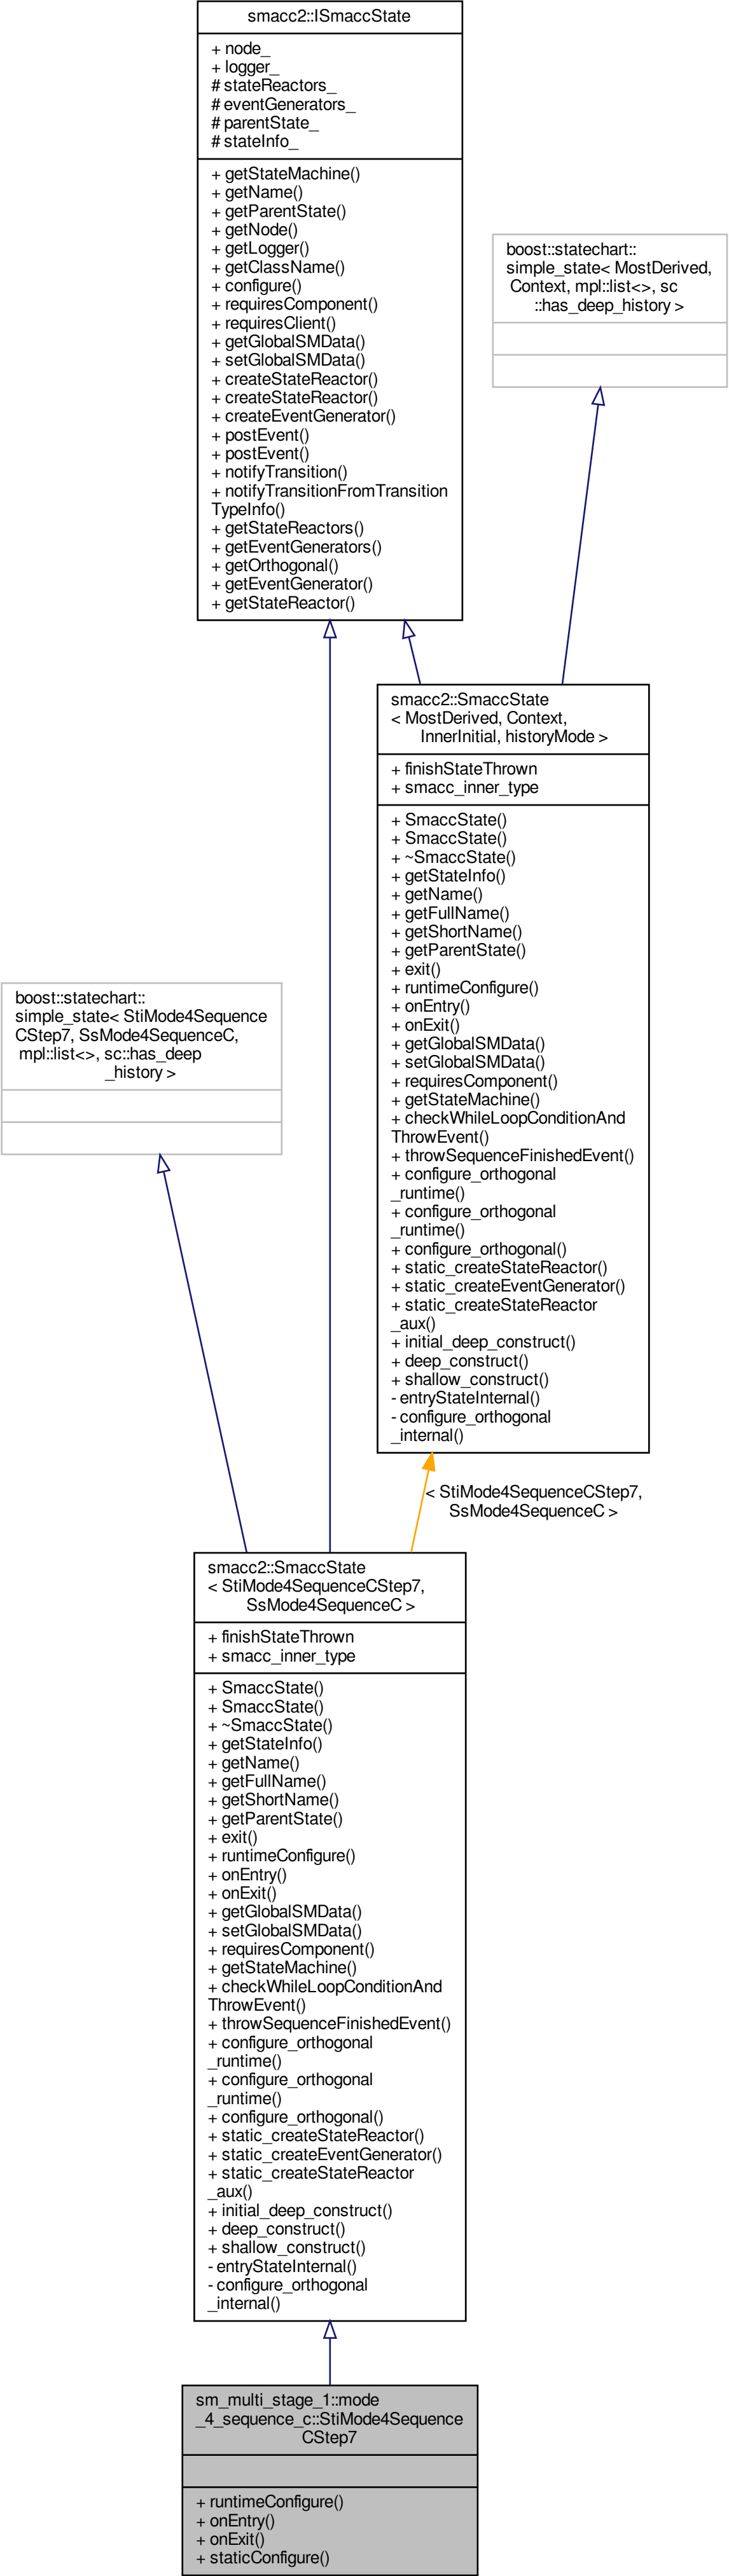 smacc2::ISmaccState
+ node_
+ logger_
# stateReactors_
# eventGenerators_
# parentState_
# stateInfo_
+ getStateMachine()
+ getName()
+ getParentState()
+ getNode()
+ getLogger()
+ getClassName()
+ configure()
+ requiresComponent()
+ requiresClient()
+ getGlobalSMData()
+ setGlobalSMData()
+ createStateReactor()
+ createStateReactor()
+ createEventGenerator()
+ postEvent()
+ postEvent()
+ notifyTransition()
+ notifyTransitionFromTransition
TypeInfo()
+ getStateReactors()
+ getEventGenerators()
+ getOrthogonal()
+ getEventGenerator()
+ getStateReactor()
boost::statechart::
simple_state< MostDerived,
Context, mpl::list<>, sc
::has_deep_history >
smacc2::SmaccState
< MostDerived, Context,
InnerInitial, historyMode >
+ finishStateThrown
+ smacc_inner_type
+ SmaccState()
+ SmaccState()
+ ~SmaccState()
+ getStateInfo()
+ getName()
+ getFullName()
+ getShortName()
+ getParentState()
+ exit()
+ runtimeConfigure()
+ onEntry()
+ onExit()
+ getGlobalSMData()
+ setGlobalSMData()
+ requiresComponent()
+ getStateMachine()
+ checkWhileLoopConditionAnd
ThrowEvent()
+ throwSequenceFinishedEvent()
+ configure_orthogonal
_runtime()
+ configure_orthogonal
_runtime()
+ configure_orthogonal()
+ static_createStateReactor()
+ static_createEventGenerator()
+ static_createStateReactor
_aux()
+ initial_deep_construct()
+ deep_construct()
+ shallow_construct()
- entryStateInternal()
- configure_orthogonal
_internal()
boost::statechart::
simple_state< StiMode4Sequence
CStep7, SsMode4SequenceC,
mpl::list<>, sc::has_deep
_history >
< StiMode4SequenceCStep7,
SsMode4SequenceC >
smacc2::SmaccState
< StiMode4SequenceCStep7,
SsMode4SequenceC >
+ finishStateThrown
+ smacc_inner_type
+ SmaccState()
+ SmaccState()
+ ~SmaccState()
+ getStateInfo()
+ getName()
+ getFullName()
+ getShortName()
+ getParentState()
+ exit()
+ runtimeConfigure()
+ onEntry()
+ onExit()
+ getGlobalSMData()
+ setGlobalSMData()
+ requiresComponent()
+ getStateMachine()
+ checkWhileLoopConditionAnd
ThrowEvent()
+ throwSequenceFinishedEvent()
+ configure_orthogonal
_runtime()
+ configure_orthogonal
_runtime()
+ configure_orthogonal()
+ static_createStateReactor()
+ static_createEventGenerator()
+ static_createStateReactor
_aux()
+ initial_deep_construct()
+ deep_construct()
+ shallow_construct()
- entryStateInternal()
- configure_orthogonal
_internal()
sm_multi_stage_1::mode
_4_sequence_c::StiMode4Sequence
CStep7
+ runtimeConfigure()
+ onEntry()
+ onExit()
+ staticConfigure()